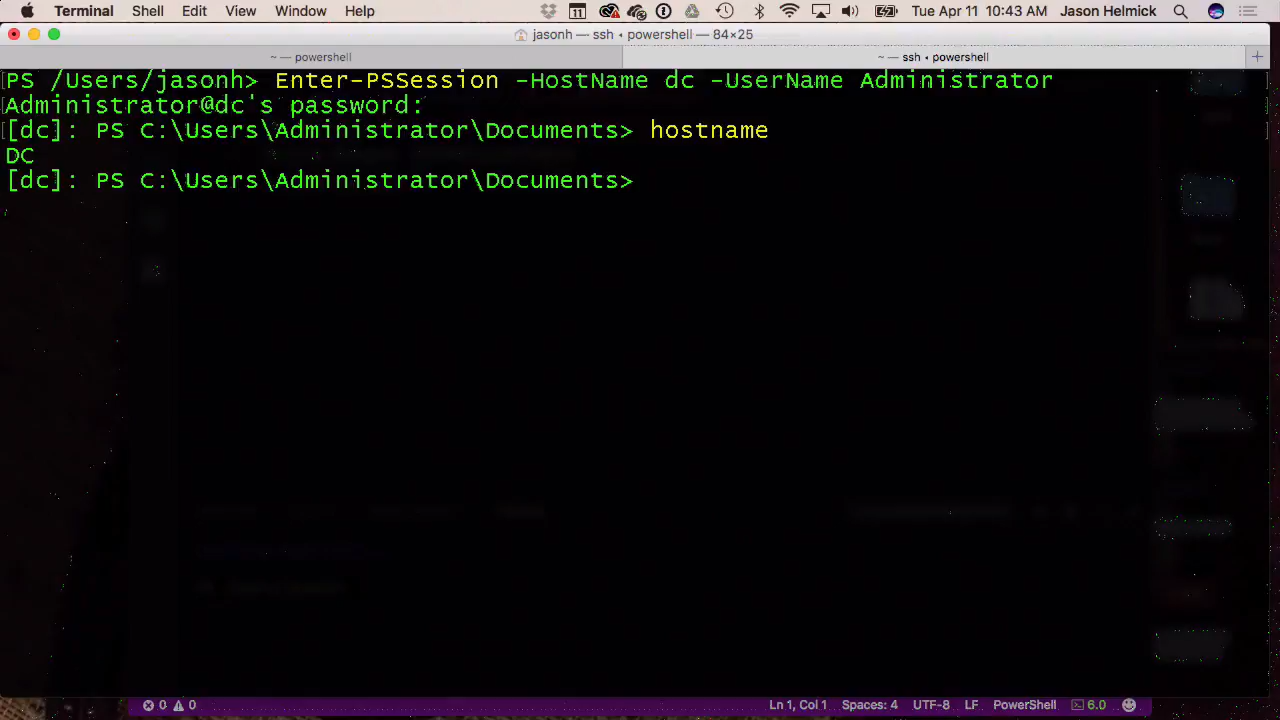 Terminal Shell Edit View Window Help 11 Tue Apr 11 10:43 AM Jason Helmick
jasonh — ssh ◂ powershell — 84×25
~ — powershell
~ — ssh ◂ powershell
+
PS /Users/jasonh> Enter-PSSession -HostName dc -UserName Administrator
Administrator@dc's password:
[dc]: PS C:\Users\Administrator\Documents> hostname
DC
[dc]: PS C:\Users\Administrator\Documents>
0 0 Ln 1, Col 1 Spaces: 4 UTF-8 LF PowerShell 6.0